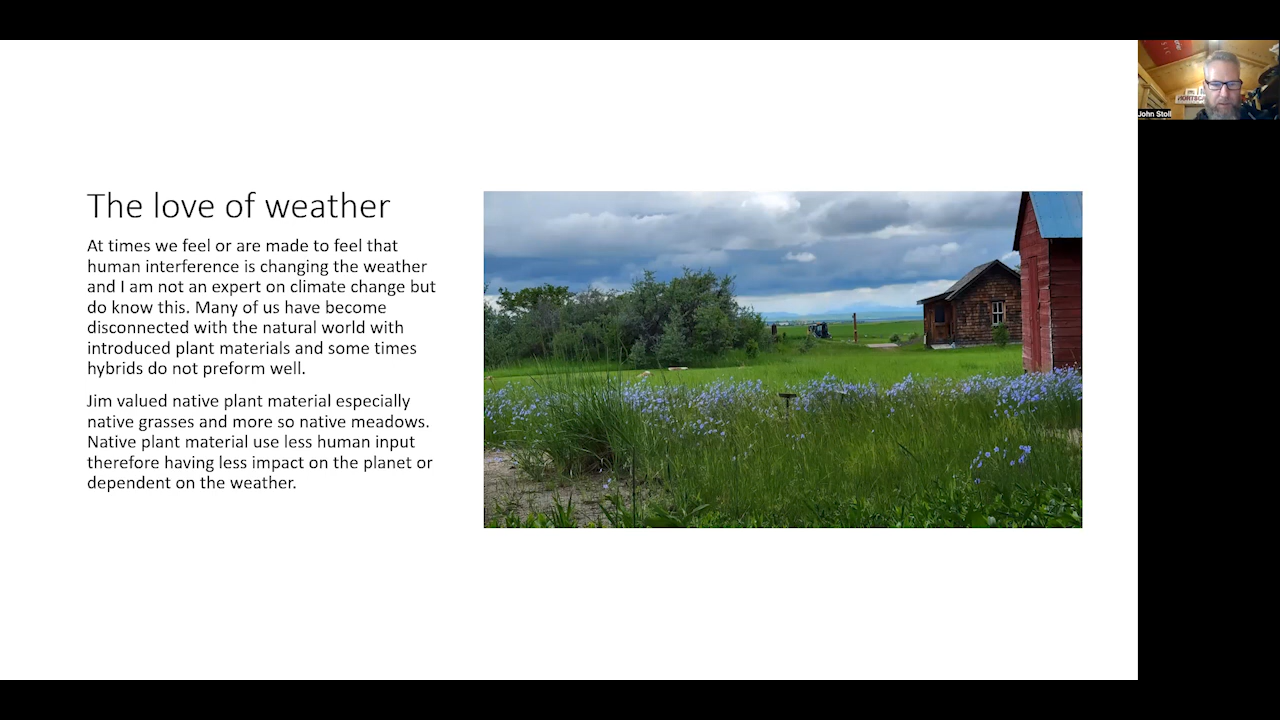 The love of weather
At times we feel or are made to feel that
human interference is changing the weather
and I am not an expert on climate change but
do know this. Many of us have become
disconnected with the natural world with
introduced plant materials and some times
hybrids do not preform well.
Jim valued native plant material especially
native grasses and more so native meadows.
Native plant material use less human input
therefore having less impact on the planet or
dependent on the weather.
John Stoll